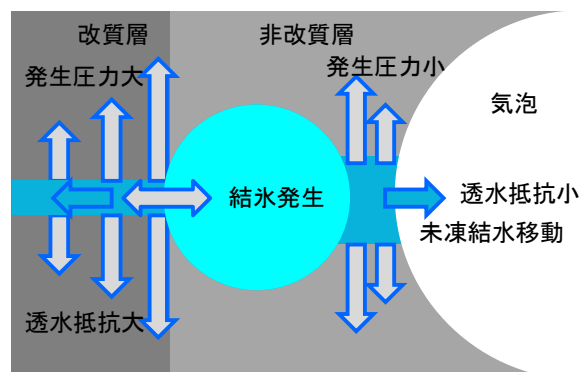 改質層
非改質層
発生圧力大
発生圧力小
気泡
結氷発生
透水抵抗小
未凍結水移動
透水抵抗大